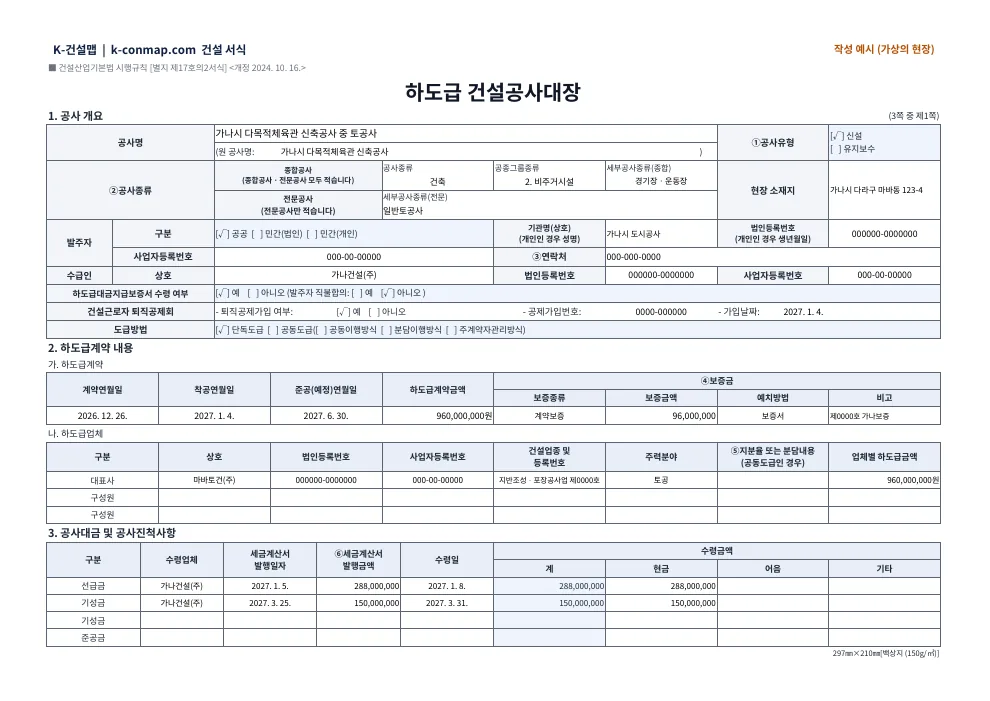 K-건설맵 | k-conmap.com 건설 서식
작성 예시 (가상의 현장)
■ 건설산업기본법 시행규칙 [별지 제17호의2서식] <개정 2024. 10. 16.>
하도급 건설공사대장
1. 공사 개요
(3쪽 중 제1쪽)
공사명
가나시 다목적체육관 신축공사 중 토공사
(원 공사명: 가나시 다목적체육관 신축공사 )
①공사유형
[√] 신설
[ ] 유지보수
②공사종류
종합공사
(종합공사 · 전문공사 모두 적습니다)
공사종류
건축
공종그룹종류
2. 비주거시설
세부공사종류(종합)
경기장 · 운동장
전문공사
(전문공사만 적습니다)
세부공사종류(전문)
일반토공사
현장 소재지
가나시 다라구 마바동 123-4
발주자
구분
[√] 공공 [ ] 민간(법인) [ ] 민간(개인)
기관명(상호)
(개인인 경우 성명)
가나시 도시공사
법인등록번호
(개인인 경우 생년월일)
000000-0000000
사업자등록번호
000-00-00000
③연락처
000-000-0000
수급인
상호
가나건설(주)
법인등록번호
000000-0000000
사업자등록번호
000-00-00000
하도급대금지급보증서 수령 여부
[√] 예 [ ] 아니오 (발주자 직불합의: [ ] 예 [√] 아니오 )
건설근로자 퇴직공제회
- 퇴직공제가입 여부: [√] 예 [ ] 아니오 - 공제가입번호: 0000-000000 - 가입날짜: 2027. 1. 4.
도급방법
[√] 단독도급 [ ] 공동도급([ ] 공동이행방식 [ ] 분담이행방식 [ ] 주계약자관리방식)
2. 하도급계약 내용
가. 하도급계약
계약연월일
착공연월일
준공(예정)연월일
하도급계약금액
④보증금
보증종류
보증금액
예치방법
비고
2026. 12. 26. 2027. 1. 4. 2027. 6. 30. 960,000,000원 계약보증 96,000,000 보증서 제0000호 가나보증
나. 하도급업체
구분
상호
법인등록번호
사업자등록번호
건설업종 및
등록번호
주력분야
⑤지분율 또는 분담내용
(공동도급인 경우)
업체별 하도급금액
대표사 마바토건(주) 000000-0000000 000-00-00000 지반조성 · 포장공사업 제0000호 토공 960,000,000원
구성원
구성원
3. 공사대금 및 공사진척사항
구분
수령업체
세금계산서
발행일자
⑥세금계산서
발행금액
수령일
수령금액
계
현금
어음
기타
선급금 가나건설(주) 2027. 1. 5. 288,000,000 2027. 1. 8. 288,000,000 288,000,000
기성금 가나건설(주) 2027. 3. 25. 150,000,000 2027. 3. 31. 150,000,000 150,000,000
기성금
준공금
297㎜×210㎜[백상지 (150g/㎡)]